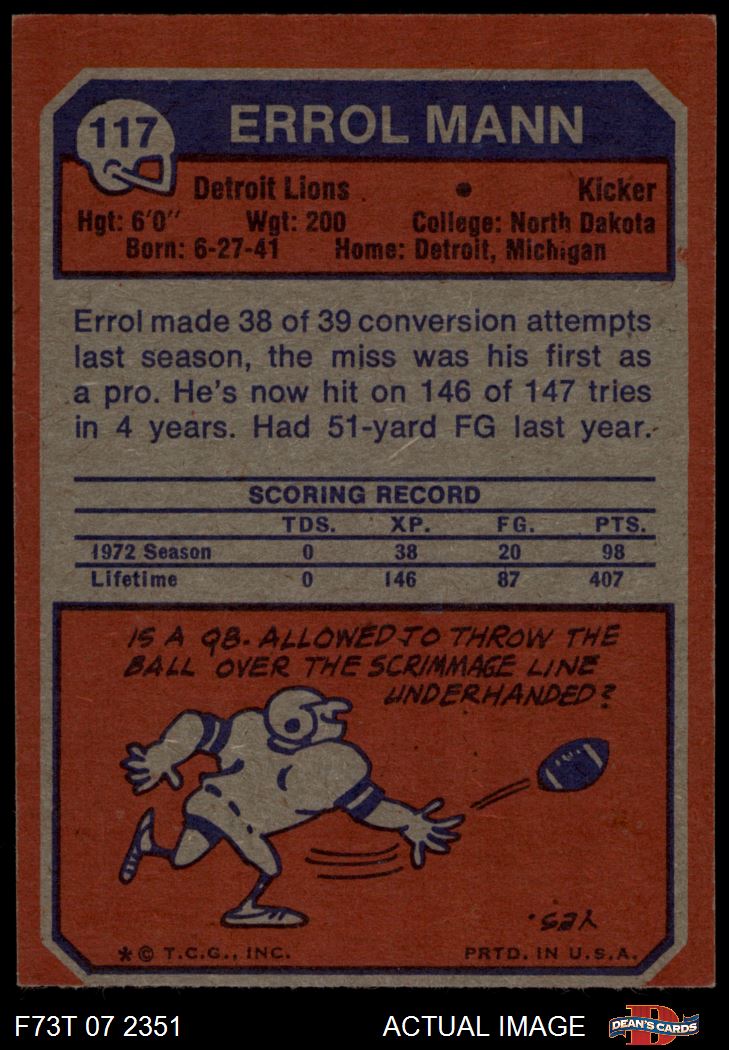 117
ERROL MANN
Detroit Lions • Kicker
Hgt: 6'0" Wgt: 200 College: North Dakota
Born: 6-27-41 Home: Detroit, Michigan
Errol made 38 of 39 conversion attempts
last season, the miss was his first as
a pro. He's now hit on 146 of 147 tries
in 4 years. Had 51-yard FG last year.
SCORING RECORD
TDS. XP. FG. PTS.
1972 Season 0 38 20 98
Lifetime 0 146 87 407
IS A QB. ALLOWED TO THROW THE
BALL OVER THE SCRIMMAGE LINE
UNDERHANDED?
YES.
* © T.C.G., INC. PRTD. IN U.S.A.
F73T 07 2351 ACTUAL IMAGE
D
DEAN'S CARDS